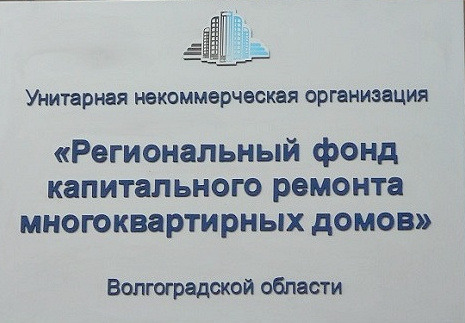 Унитарная некоммерческая организация
«Региональный фонд
капитального ремонта
многоквартирных домов»
Волгоградской области